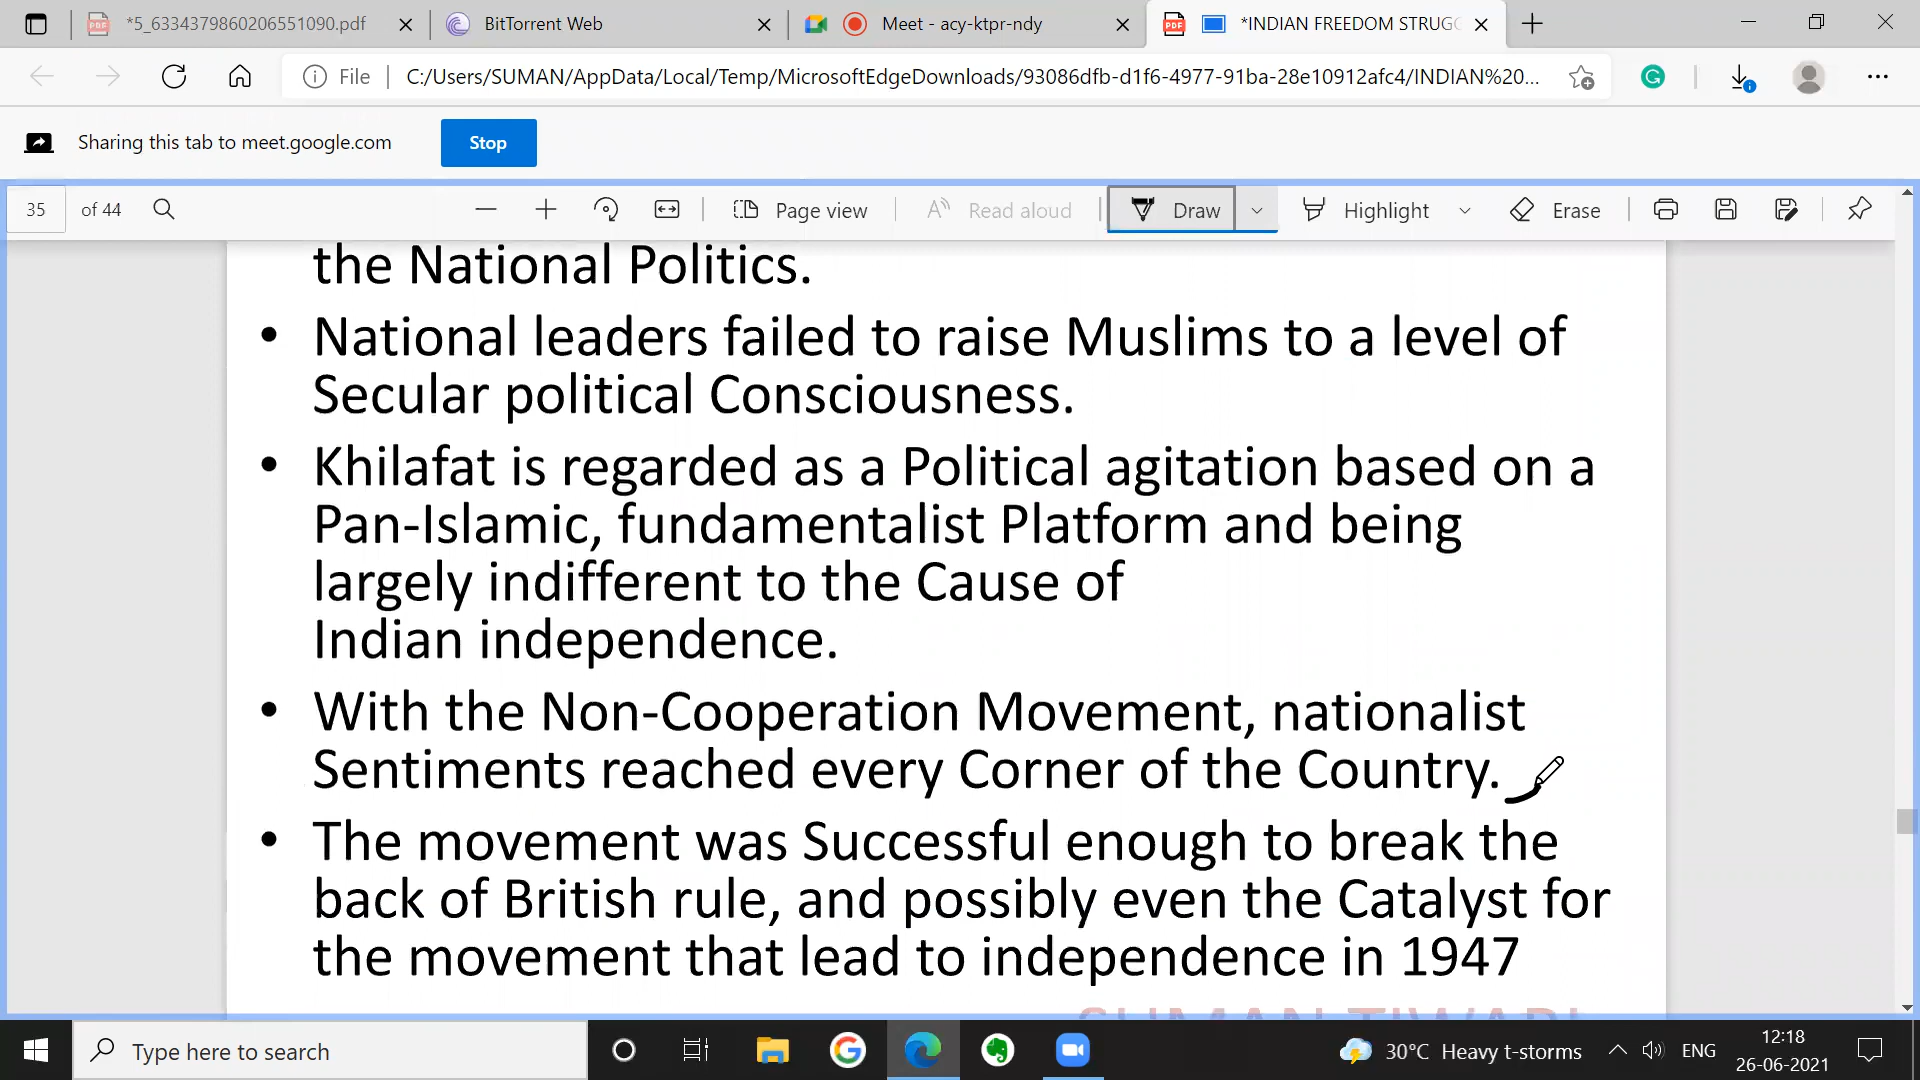 *5_6334379860206551090.pdf
BitTorrent Web
Meet - acy-ktpr-ndy
*INDIAN FREEDOM STRUGG
File
C:/Users/SUMAN/AppData/Local/Temp/MicrosoftEdgeDownloads/93086dfb-d1f6-4977-91ba-28e10912afc4/INDIAN%20...
Sharing this tab to meet.google.com
Stop
35 of 44
Page view
Read aloud
Draw
Highlight
Erase
the National Politics.
• National leaders failed to raise Muslims to a level of
Secular political Consciousness.
• Khilafat is regarded as a Political agitation based on a
Pan-Islamic, fundamentalist Platform and being
largely indifferent to the Cause of
Indian independence.
• With the Non-Cooperation Movement, nationalist
Sentiments reached every Corner of the Country.
• The movement was Successful enough to break the
back of British rule, and possibly even the Catalyst for
the movement that lead to independence in 1947
SUMAN TIWARI
Type here to search
30°C Heavy t-storms
ENG
12:18
26-06-2021